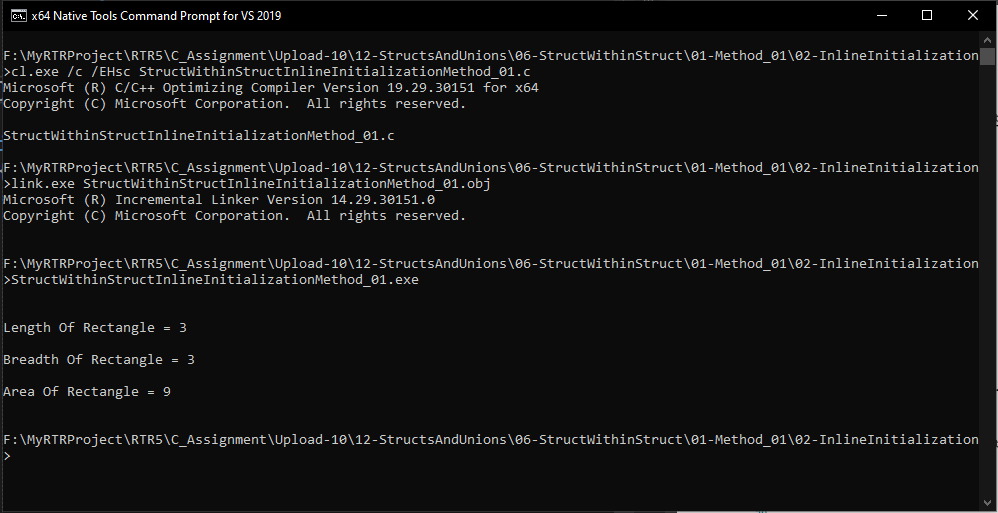 x64 Native Tools Command Prompt for VS 2019
F:\MyRTRProject\RTR5\C_Assignment\Upload-10\12-StructsAndUnions\06-StructWithinStruct\01-Method_01\02-InlineInitialization
>cl.exe /c /EHsc StructWithinStructInlineInitializationMethod_01.c
Microsoft (R) C/C++ Optimizing Compiler Version 19.29.30151 for x64
Copyright (C) Microsoft Corporation.  All rights reserved.
StructWithinStructInlineInitializationMethod_01.c
F:\MyRTRProject\RTR5\C_Assignment\Upload-10\12-StructsAndUnions\06-StructWithinStruct\01-Method_01\02-InlineInitialization
>link.exe StructWithinStructInlineInitializationMethod_01.obj
Microsoft (R) Incremental Linker Version 14.29.30151.0
Copyright (C) Microsoft Corporation.  All rights reserved.
F:\MyRTRProject\RTR5\C_Assignment\Upload-10\12-StructsAndUnions\06-StructWithinStruct\01-Method_01\02-InlineInitialization
>StructWithinStructInlineInitializationMethod_01.exe
Length Of Rectangle = 3
Breadth Of Rectangle = 3
Area Of Rectangle = 9
F:\MyRTRProject\RTR5\C_Assignment\Upload-10\12-StructsAndUnions\06-StructWithinStruct\01-Method_01\02-InlineInitialization
>